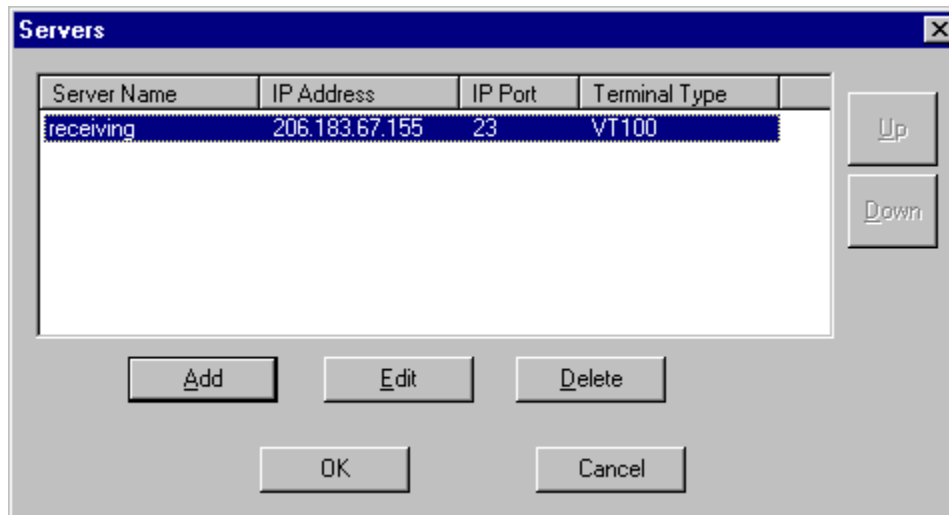 Servers
Server Name IP Address IP Port Terminal Type
receiving 206.183.67.155 23 VT100
Up
Down
Add Edit Delete
OK Cancel